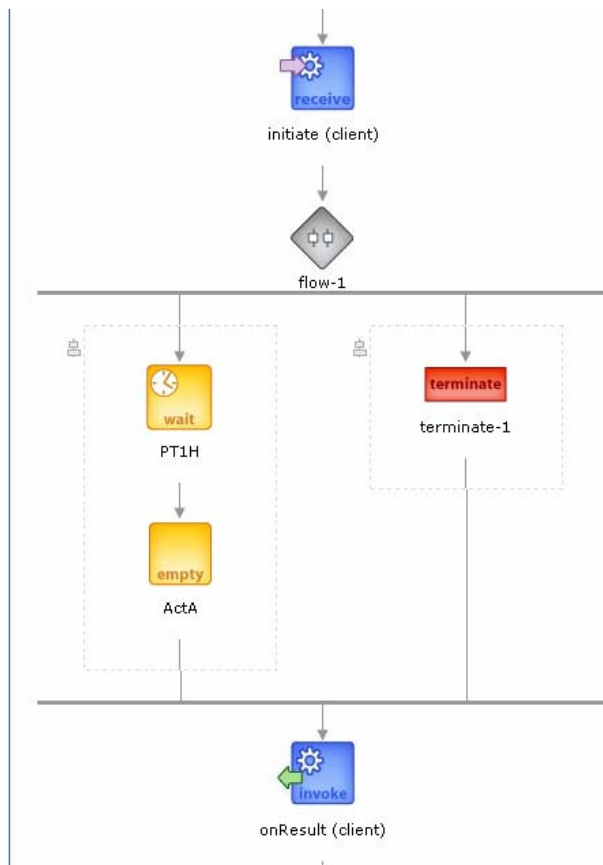 receive
initiate (client)
flow-1
wait
PT1H
empty
ActA
terminate
terminate-1
invoke
onResult (client)